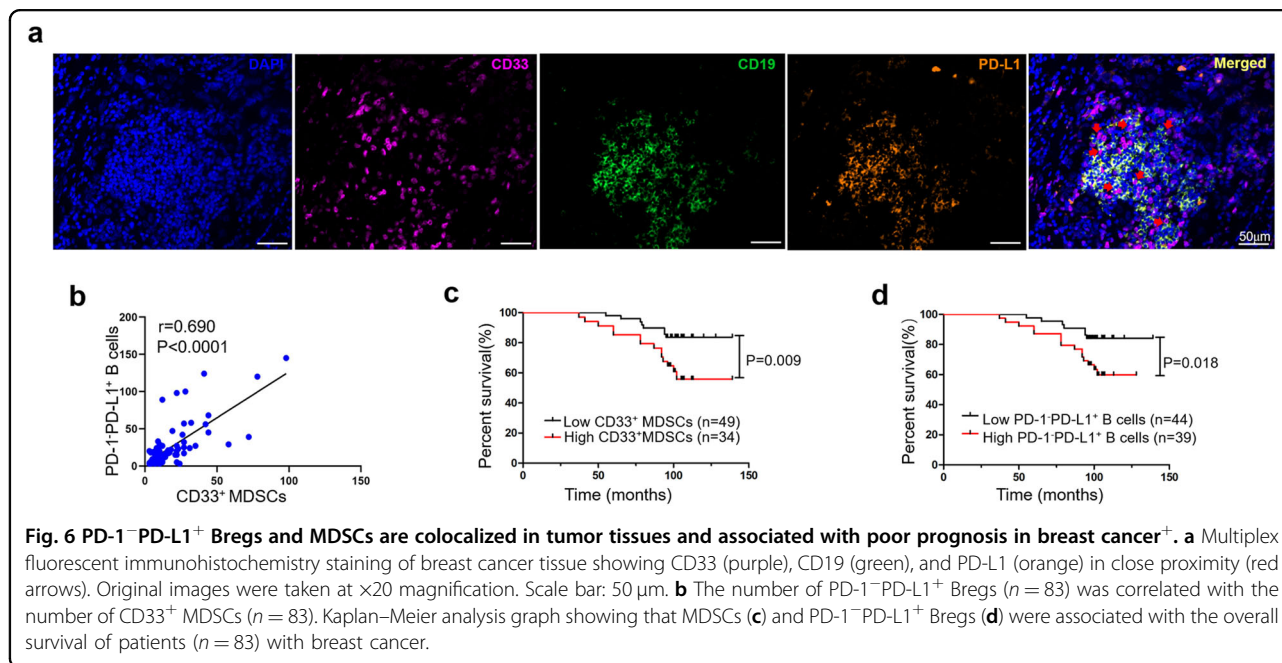 a
DAPI
CD33
CD19
PD-L1
Merged
50μm
b
r=0.690
P<0.0001
PD-1⁻PD-L1⁺ B cells
200
150
100
50
0
0 50 100 150
CD33⁺ MDSCs
c
Percent survival(%)
100
80
60
40
20
0
P=0.009
Low CD33⁺ MDSCs (n=49)
High CD33⁺MDSCs (n=34)
0 50 100 150
Time (months)
d
Percent survival(%)
100
80
60
40
20
0
P=0.018
Low PD-1⁻PD-L1⁺ B cells (n=44)
High PD-1⁻PD-L1⁺ B cells (n=39)
0 50 100 150
Time (months)
Fig. 6 PD-1⁻PD-L1⁺ Bregs and MDSCs are colocalized in tumor tissues and associated with poor prognosis in breast cancer⁺. a Multiplex
fluorescent immunohistochemistry staining of breast cancer tissue showing CD33 (purple), CD19 (green), and PD-L1 (orange) in close proximity (red
arrows). Original images were taken at ×20 magnification. Scale bar: 50 μm. b The number of PD-1⁻PD-L1⁺ Bregs (n = 83) was correlated with the
number of CD33⁺ MDSCs (n = 83). Kaplan–Meier analysis graph showing that MDSCs (c) and PD-1⁻PD-L1⁺ Bregs (d) were associated with the overall
survival of patients (n = 83) with breast cancer.